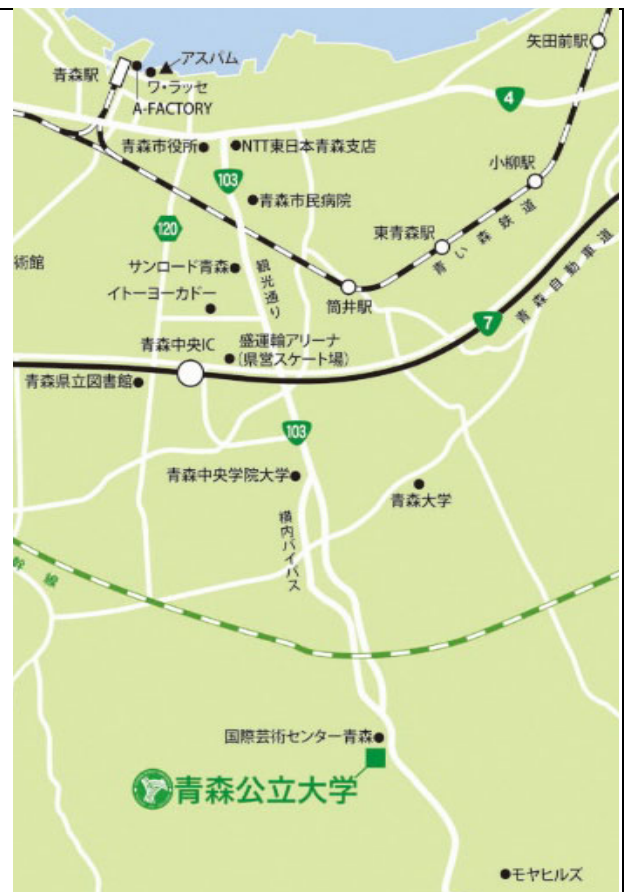 矢田前駅
アスパム
青森駅
ワ・ラッセ
A-FACTORY
4
青森市役所
NTT東日本青森支店
小柳駅
103
青森市民病院
120
東青森駅
青い森鉄道
術館
サンロード青森
観光通り
イトーヨーカドー
筒井駅
青森自動車道
7
青森中央IC
盛運輸アリーナ
(県営スケート場)
青森県立図書館
103
青森中央学院大学
青森大学
横内バイパス
幹線
国際芸術センター青森
青森公立大学
モヤヒルズ